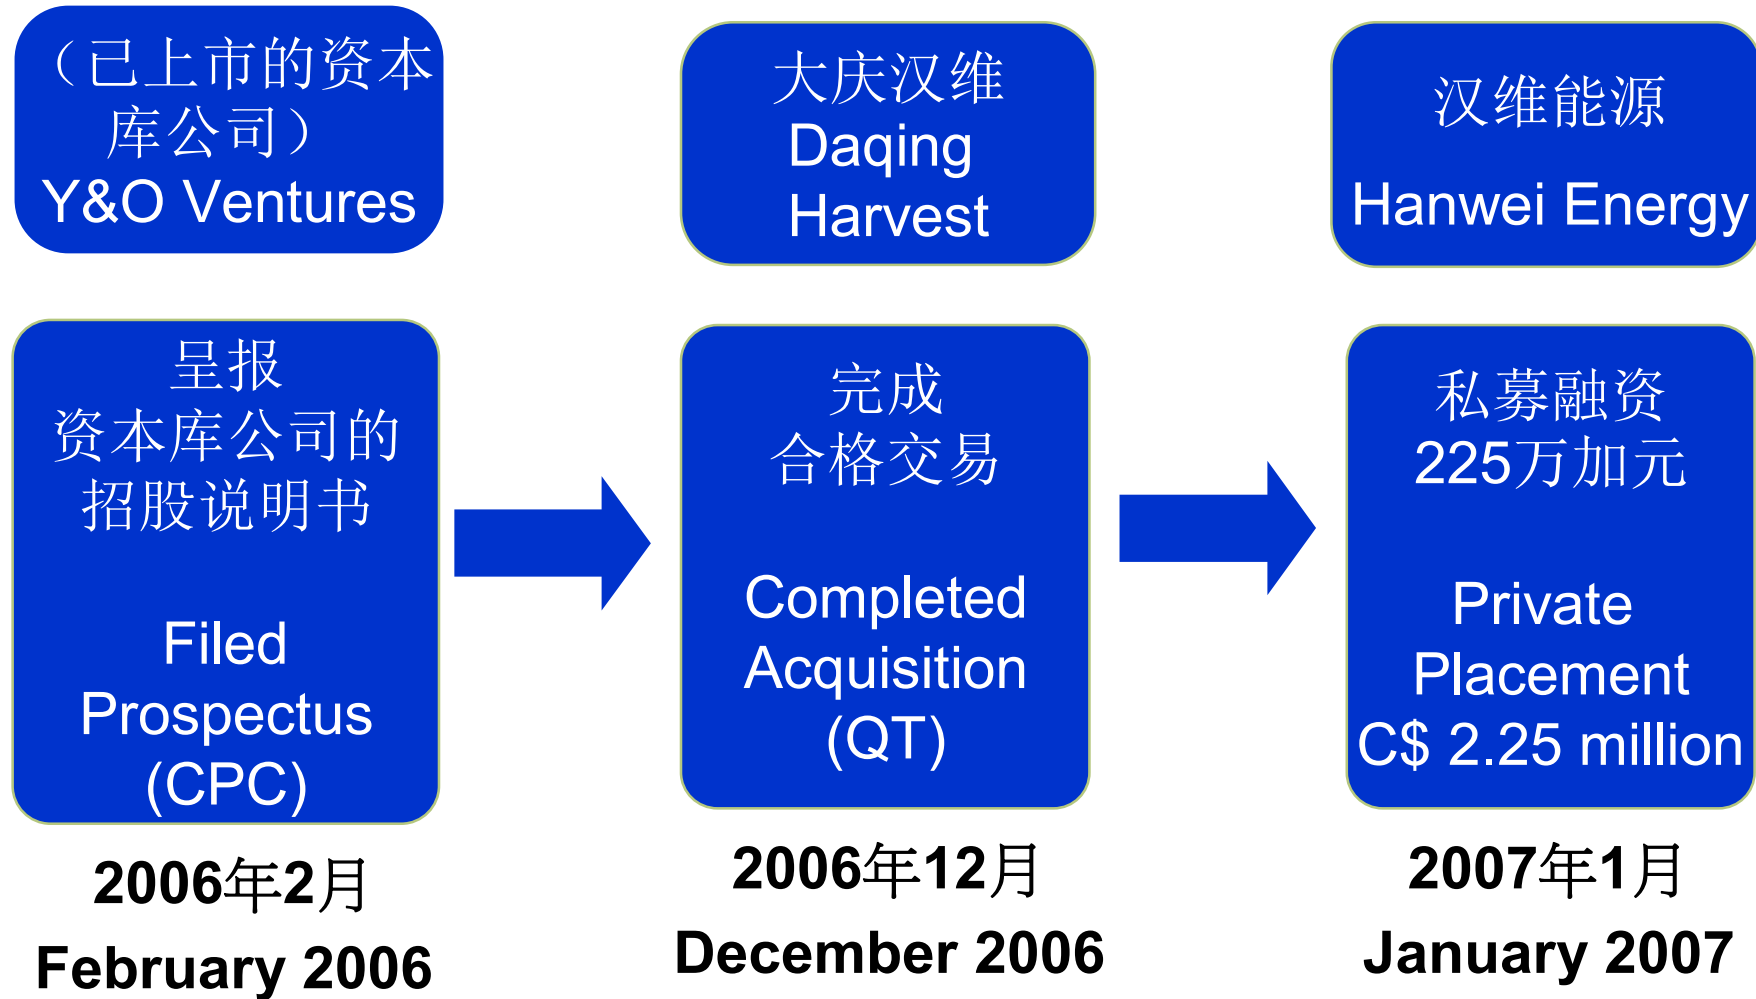 （已上市的资本
库公司）
Y&O Ventures
大庆汉维
Daqing
Harvest
汉维能源
Hanwei Energy
呈报
资本库公司的
招股说明书
Filed
Prospectus
(CPC)
完成
合格交易
Completed
Acquisition
(QT)
私募融资
225万加元
Private
Placement
C$ 2.25 million
2006年2月
February 2006
2006年12月
December 2006
2007年1月
January 2007